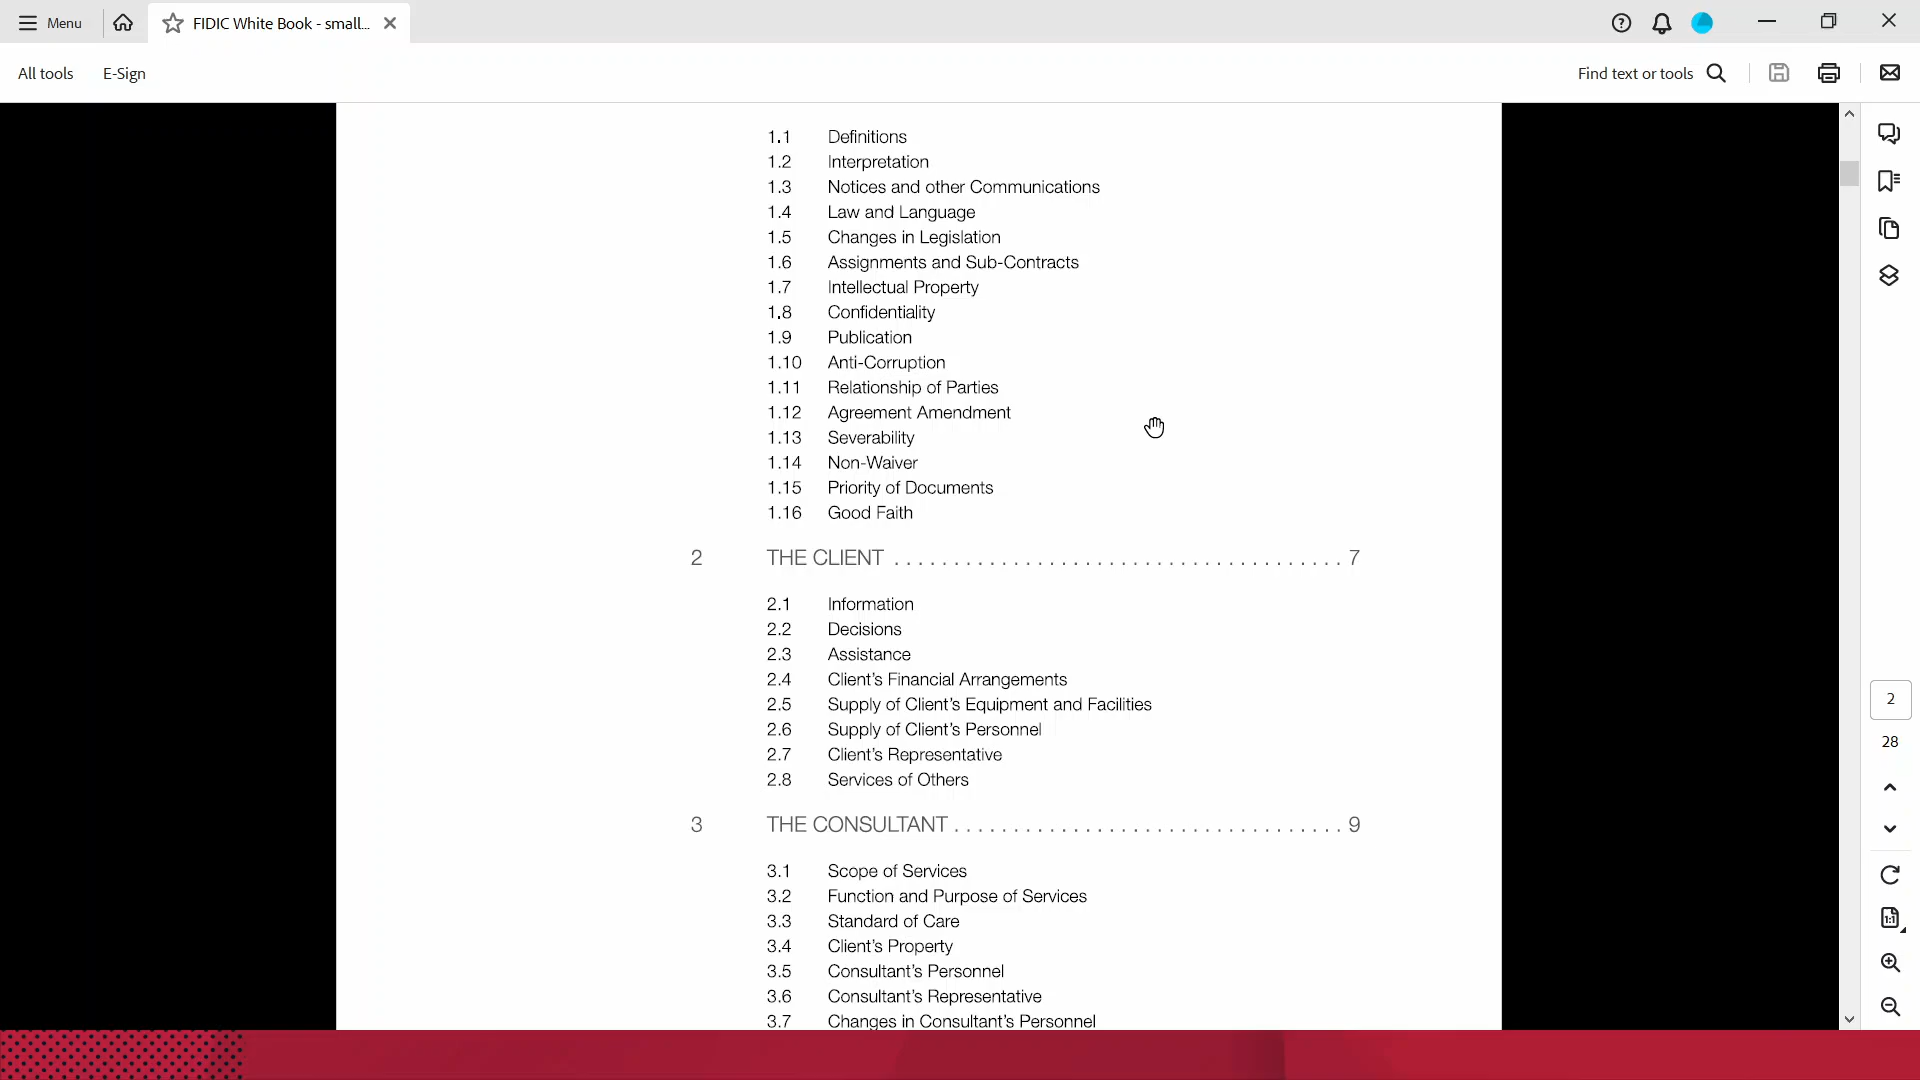 Menu
FIDIC White Book - small...
All tools
E-Sign
Find text or tools
1.1 Definitions
1.2 Interpretation
1.3 Notices and other Communications
1.4 Law and Language
1.5 Changes in Legislation
1.6 Assignments and Sub-Contracts
1.7 Intellectual Property
1.8 Confidentiality
1.9 Publication
1.10 Anti-Corruption
1.11 Relationship of Parties
1.12 Agreement Amendment
1.13 Severability
1.14 Non-Waiver
1.15 Priority of Documents
1.16 Good Faith
2 THE CLIENT . . . . . . . . . . . . . . . . . . . . . . . . . . . . . . . . . . . . . . 7
2.1 Information
2.2 Decisions
2.3 Assistance
2.4 Client's Financial Arrangements
2.5 Supply of Client's Equipment and Facilities
2.6 Supply of Client's Personnel
2.7 Client's Representative
2.8 Services of Others
3 THE CONSULTANT . . . . . . . . . . . . . . . . . . . . . . . . . . . . . . . . . 9
3.1 Scope of Services
3.2 Function and Purpose of Services
3.3 Standard of Care
3.4 Client's Property
3.5 Consultant's Personnel
3.6 Consultant's Representative
3.7 Changes in Consultant's Personnel
2
28
1:1